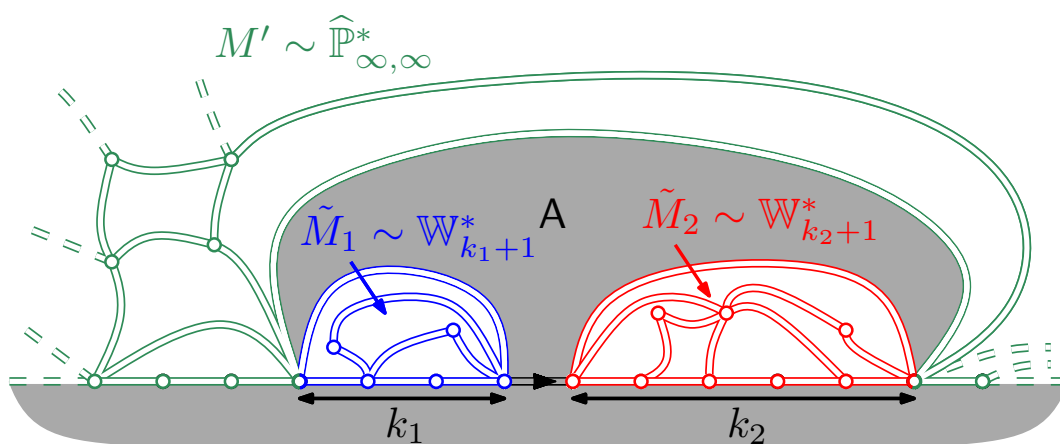 M′ ∼ ℙ̂*∞,∞
A
M̃₁ ∼ 𝕎*ₖ₁₊₁
M̃₂ ∼ 𝕎*ₖ₂₊₁
k₁
k₂